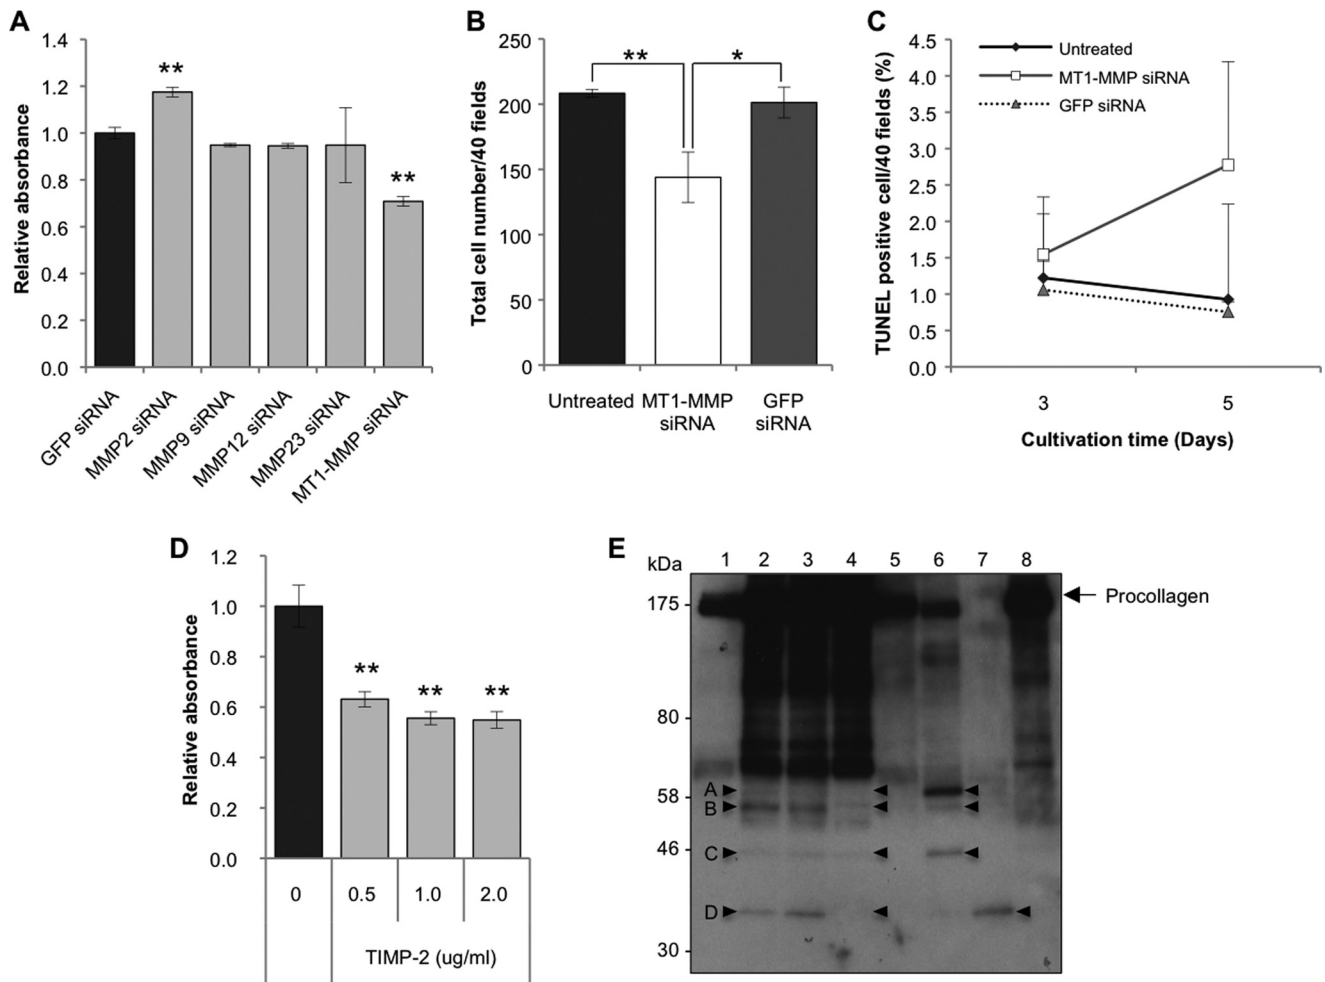 A
1.4
1.2
1.0
0.8
0.6
0.4
0.2
0.0
Relative absorbance
**
**
GFP siRNA
MMP2 siRNA
MMP9 siRNA
MMP12 siRNA
MMP23 siRNA
MT1-MMP siRNA
B
250
200
150
100
50
0
Total cell number/40 fields
**
*
Untreated MT1-MMP GFP
siRNA siRNA
C
4.5
4.0
3.5
3.0
2.5
2.0
1.5
1.0
0.5
0.0
TUNEL positive cell/40 fields (%)
Untreated
MT1-MMP siRNA
GFP siRNA
3 5
Cultivation time (Days)
D
1.2
1.0
0.8
0.6
0.4
0.2
0.0
Relative absorbance
**
**
**
0 0.5 1.0 2.0
TIMP-2 (ug/ml)
E
kDa 1 2 3 4 5 6 7 8
175
Procollagen
80
58
A
B
46
C
D
30